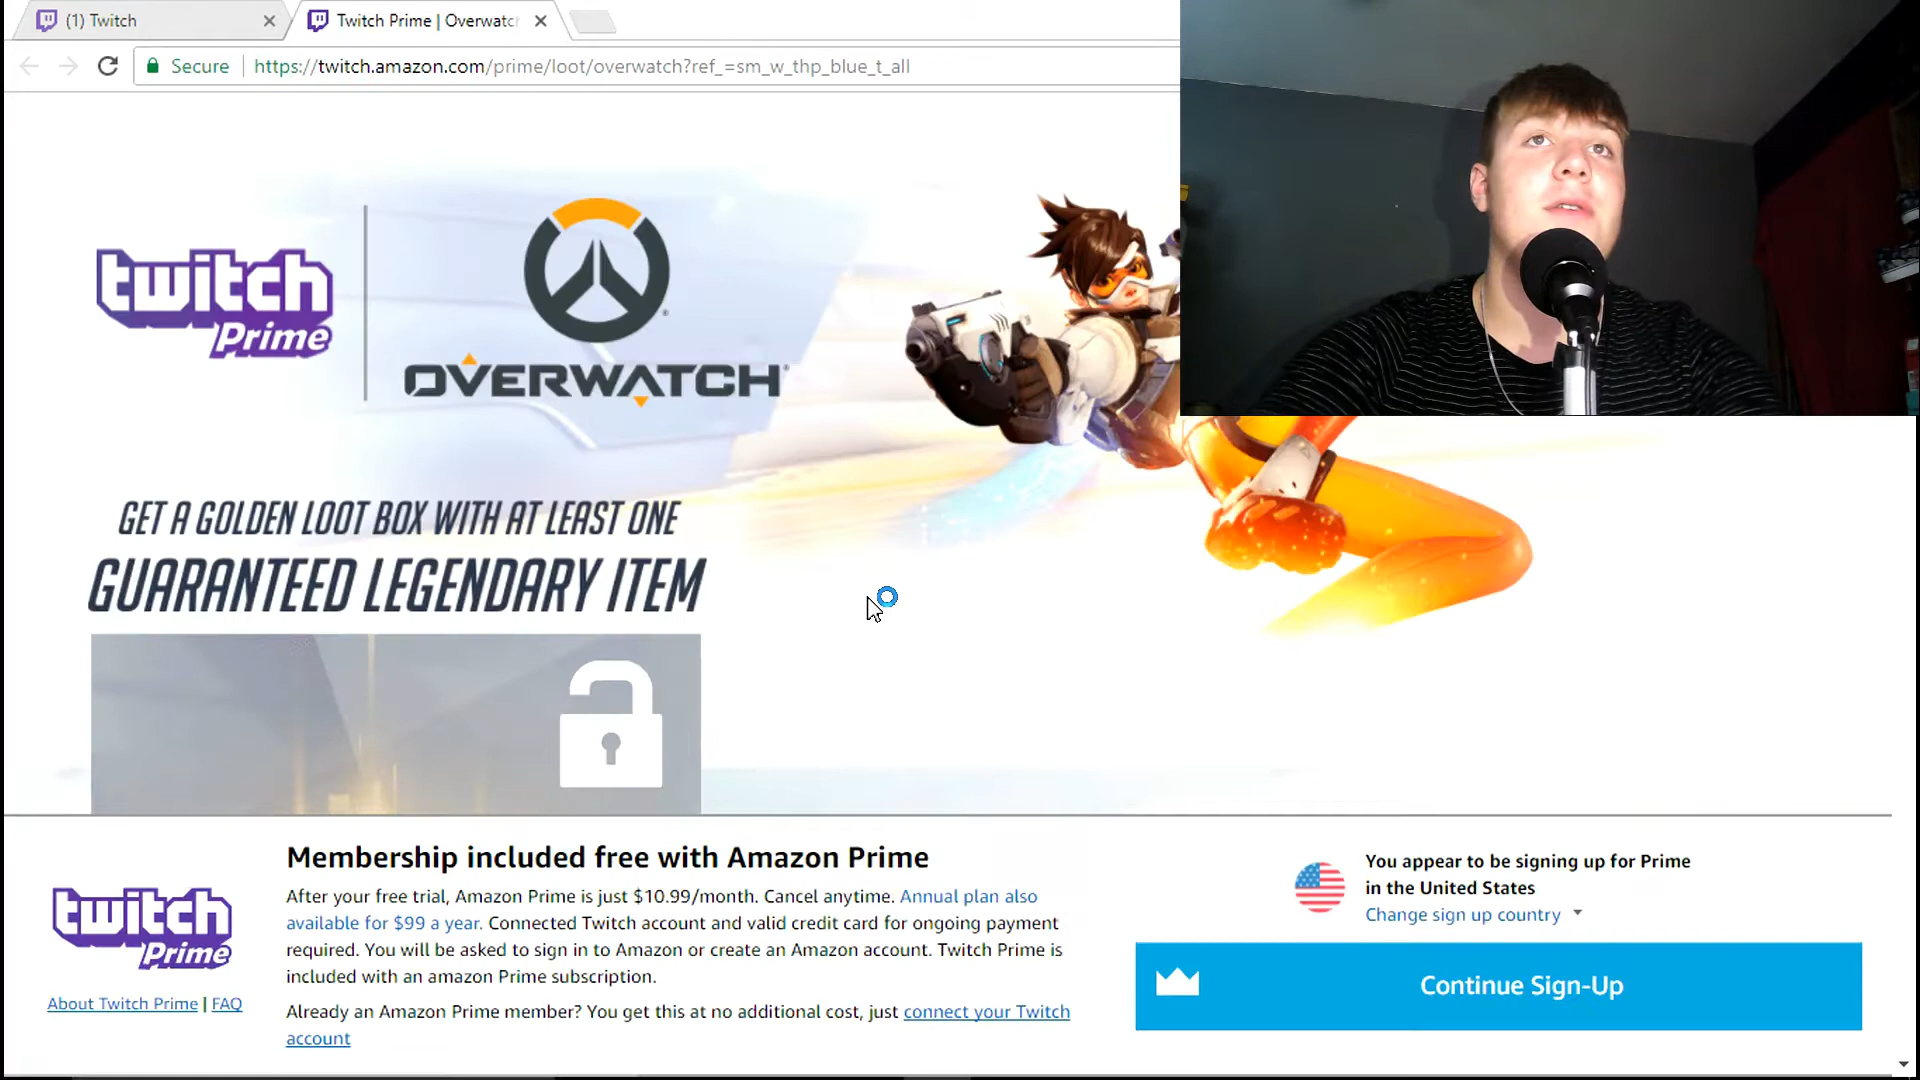 (1) Twitch
Twitch Prime | Overwatc
Secure
https://twitch.amazon.com/prime/loot/overwatch?ref_=sm_w_thp_blue_t_all
twitch
Prime
OVERWATCH
GET A GOLDEN LOOT BOX WITH AT LEAST ONE
GUARANTEED LEGENDARY ITEM
twitch
Prime
About Twitch Prime | FAQ
Membership included free with Amazon Prime
After your free trial, Amazon Prime is just $10.99/month. Cancel anytime. Annual plan also
available for $99 a year. Connected Twitch account and valid credit card for ongoing payment
required. You will be asked to sign in to Amazon or create an Amazon account. Twitch Prime is
included with an amazon Prime subscription.
Already an Amazon Prime member? You get this at no additional cost, just connect your Twitch
account
You appear to be signing up for Prime
in the United States
Change sign up country
Continue Sign-Up